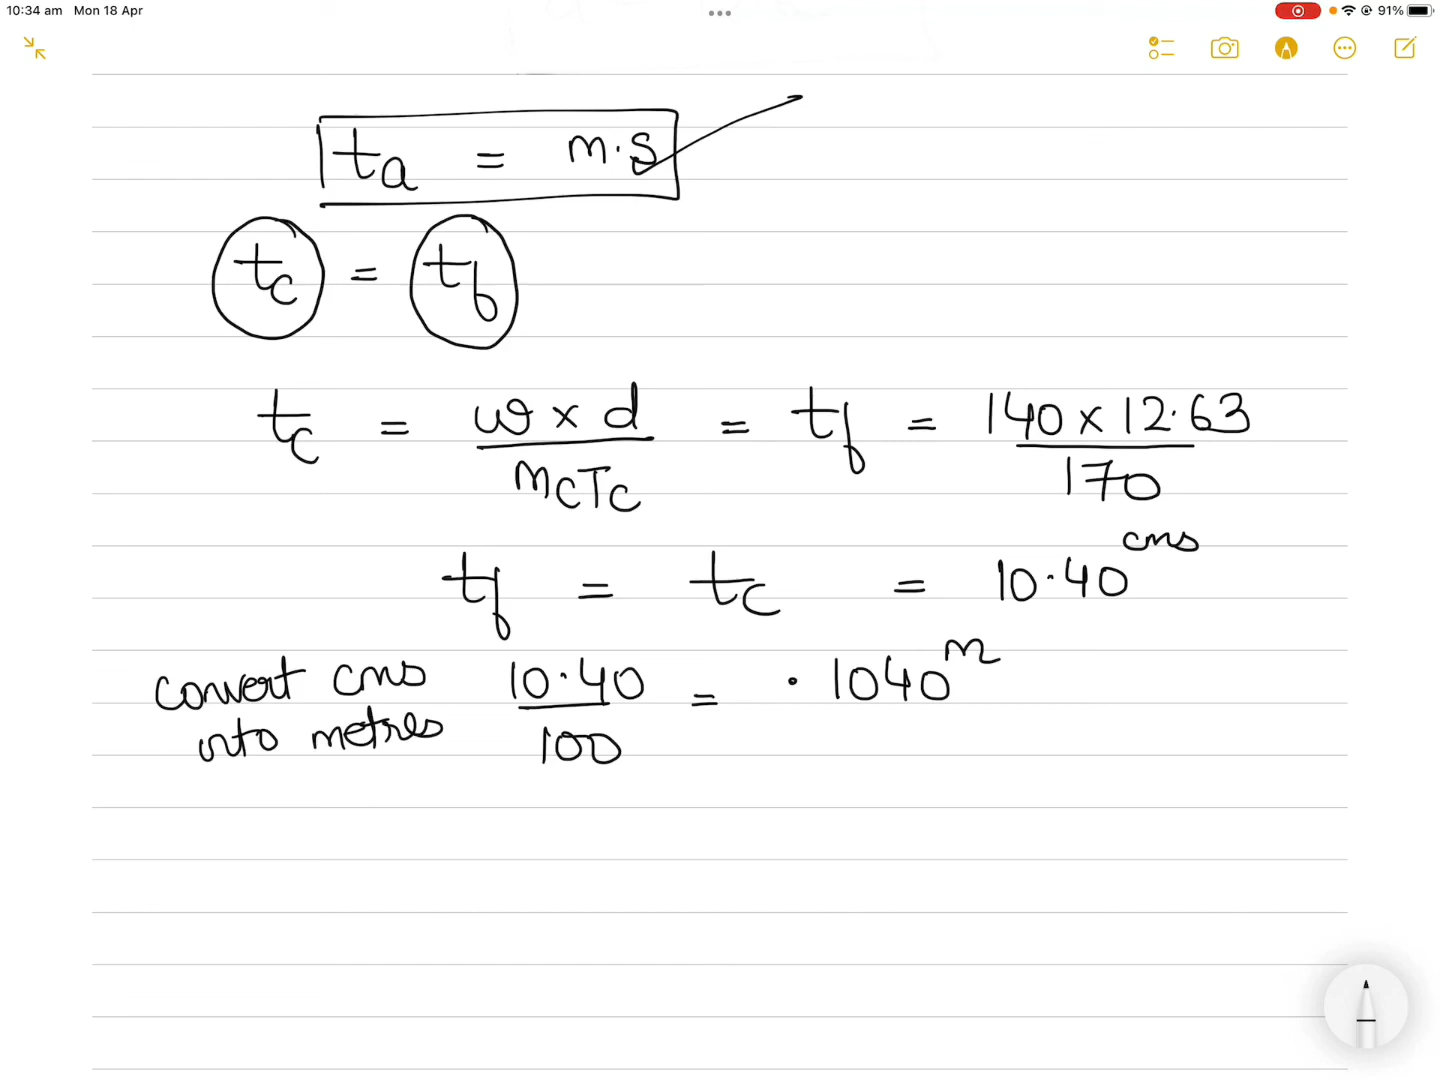 10:34 am Mon 18 Apr
91%
ta = m.s
tc = tf
tc = w x d / McTc = tf = 140 x 12.63 / 170
tf = tc = 10.40 cms
convert cms into metres 10.40 / 100 = .1040 m